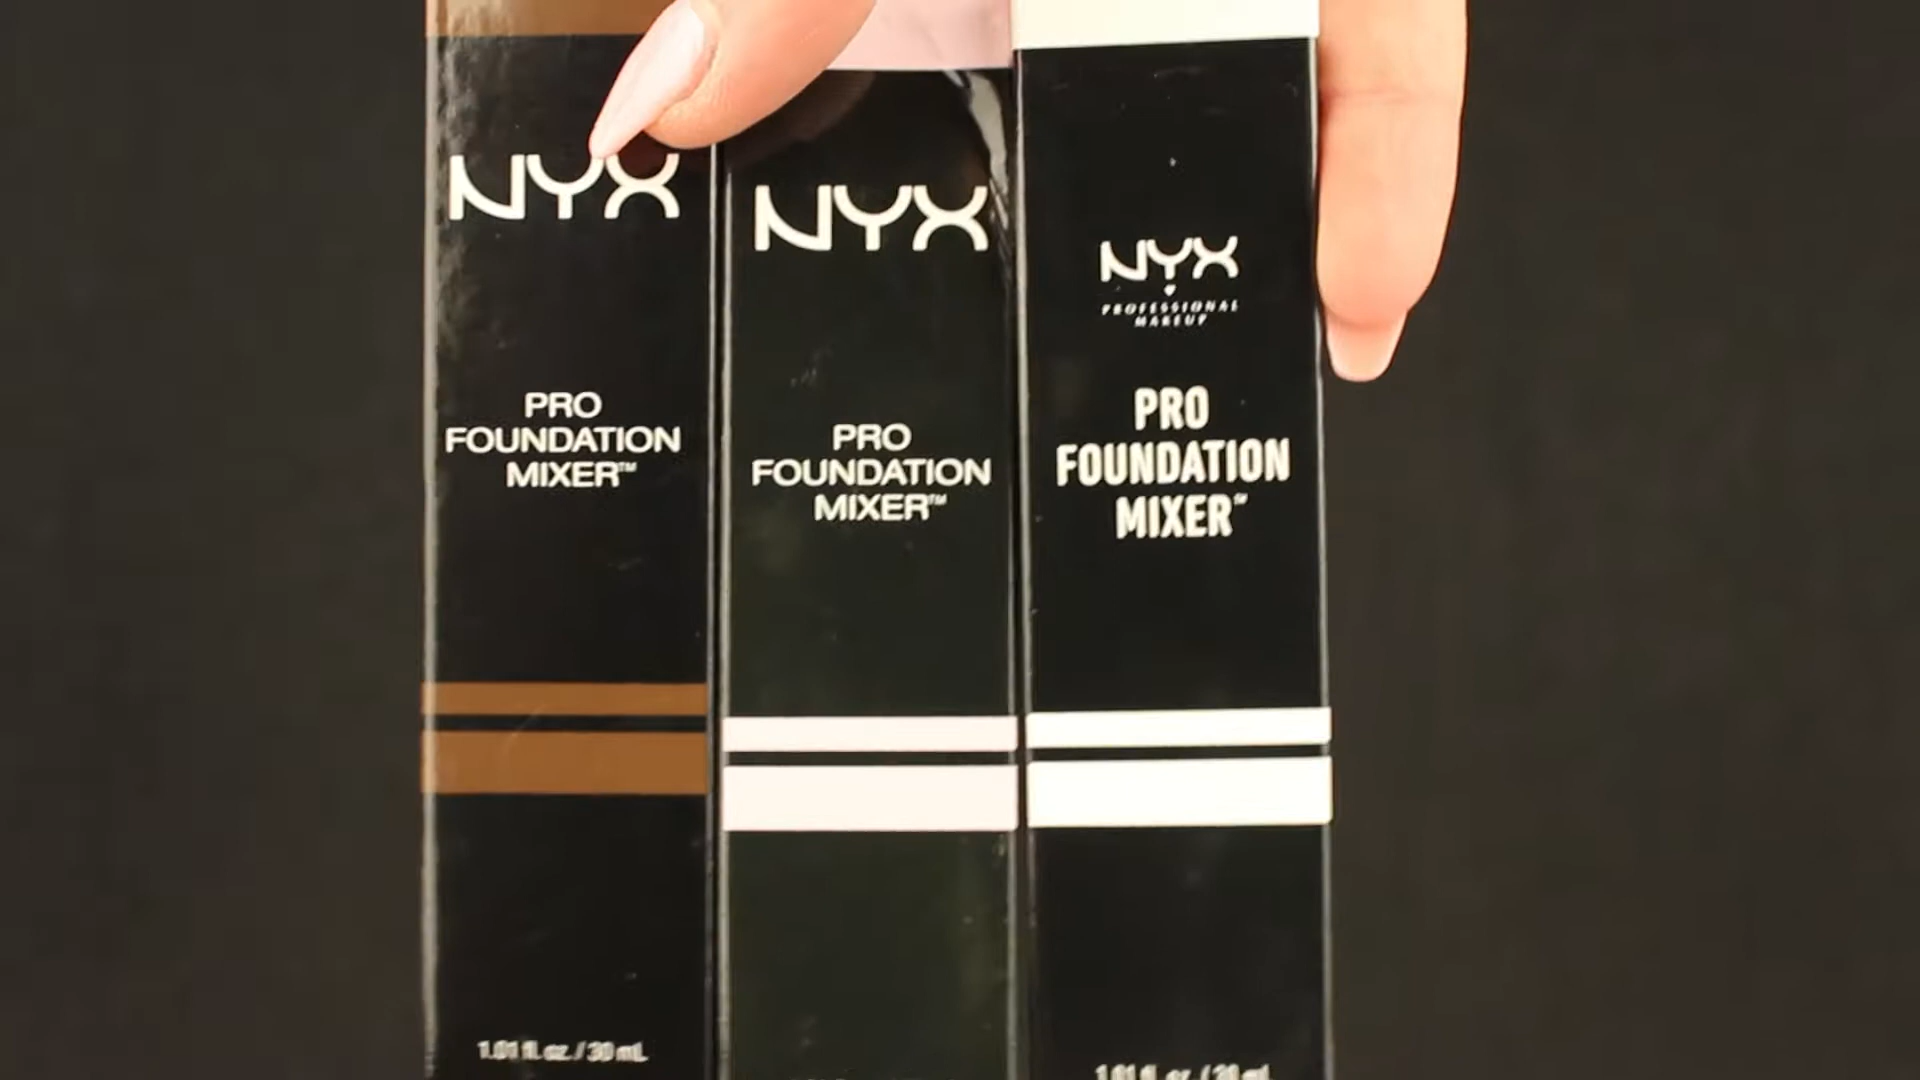 NYX
PRO
FOUNDATION
MIXER™
1.01 fl. oz. / 30 mL
NYX
PRO
FOUNDATION
MIXER™
NYX
PROFESSIONAL
MAKEUP
PRO
FOUNDATION
MIXER™
1.01 fl. oz. / 30 mL